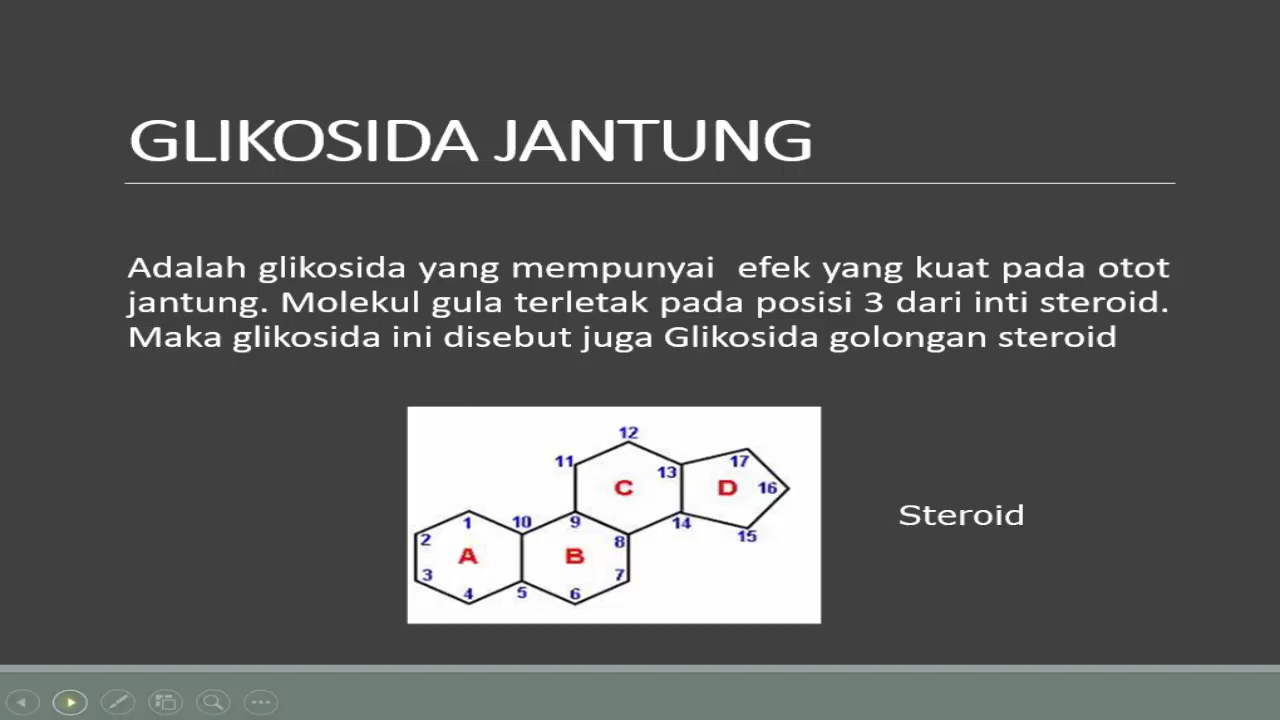 GLIKOSIDA JANTUNG
Adalah glikosida yang mempunyai efek yang kuat pada otot
jantung. Molekul gula terletak pada posisi 3 dari inti steroid.
Maka glikosida ini disebut juga Glikosida golongan steroid
12
11
17
13
C
D
16
1
10
9
14
2
8
15
A
B
3
7
4
5
6
Steroid